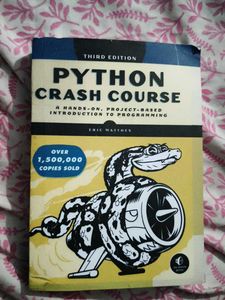 THIRD EDITION
PYTHON
CRASH COURSE
A HANDS-ON, PROJECT-BASED
INTRODUCTION TO PROGRAMMING
ERIC MATTHES
OVER
1,500,000
COPIES SOLD